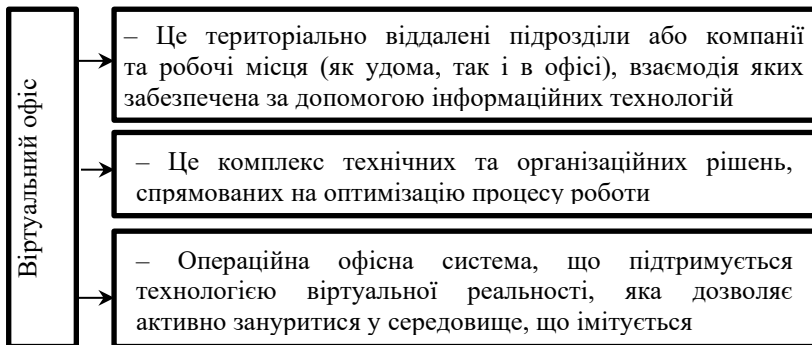 Віртуальний офіс
– Це територіально віддалені підрозділи або компанії
та робочі місця (як удома, так і в офісі), взаємодія яких
забезпечена за допомогою інформаційних технологій
– Це комплекс технічних та організаційних рішень,
спрямованих на оптимізацію процесу роботи
– Операційна офісна система, що підтримується
технологією віртуальної реальності, яка дозволяє
активно зануритися у середовище, що імітується